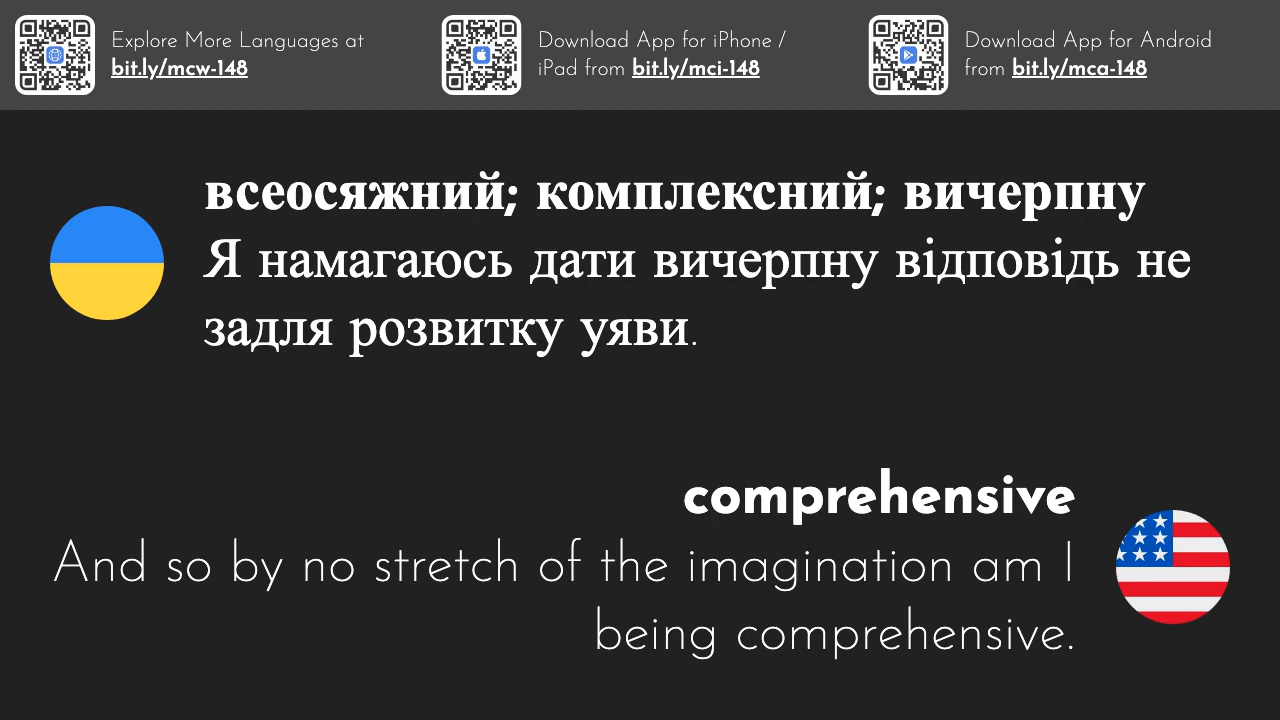 Explore More Languages at
bit.ly/mcw-148
Download App for iPhone /
iPad from bit.ly/mci-148
Download App for Android
from bit.ly/mca-148
всеосяжний; комплексний; вичерпну
Я намагаюсь дати вичерпну відповідь не
задля розвитку уяви.
comprehensive
And so by no stretch of the imagination am I
being comprehensive.